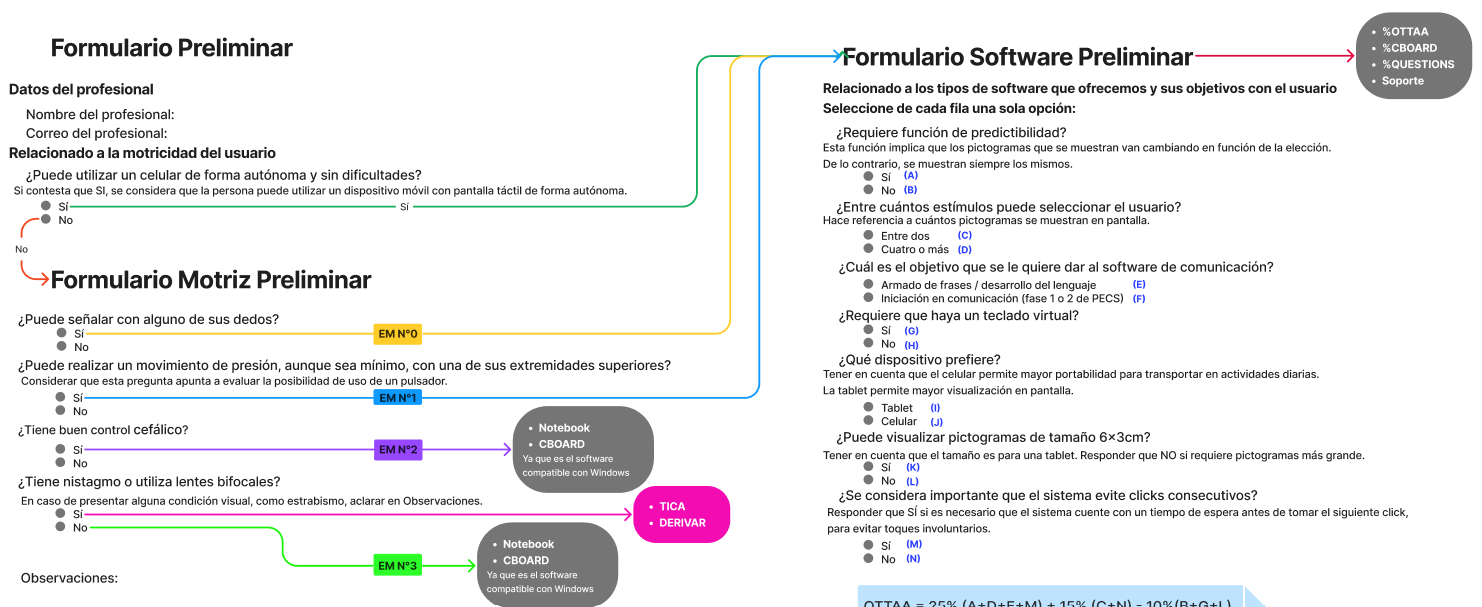 Formulario Preliminar
Datos del profesional
Nombre del profesional:
Correo del profesional:
Relacionado a la motricidad del usuario
¿Puede utilizar un celular de forma autónoma y sin dificultades?
Si contesta que SI, se considera que la persona puede utilizar un dispositivo móvil con pantalla táctil de forma autónoma.
Sí
Sí
No
No
Formulario Motriz Preliminar
¿Puede señalar con alguno de sus dedos?
Sí
EM N°0
No
¿Puede realizar un movimiento de presión, aunque sea mínimo, con una de sus extremidades superiores?
Considerar que esta pregunta apunta a evaluar la posibilidad de uso de un pulsador.
Sí
EM N°1
No
¿Tiene buen control cefálico?
Sí
EM N°2
No
• Notebook
• CBOARD
Ya que es el software
compatible con Windows
¿Tiene nistagmo o utiliza lentes bifocales?
En caso de presentar alguna condición visual, como estrabismo, aclarar en Observaciones.
Sí
No
• TICA
• DERIVAR
EM N°3
• Notebook
• CBOARD
Ya que es el software
compatible con Windows
Observaciones:
Formulario Software Preliminar
• %OTTAA
• %CBOARD
• %QUESTIONS
• Soporte
Relacionado a los tipos de software que ofrecemos y sus objetivos con el usuario
Seleccione de cada fila una sola opción:
¿Requiere función de predictibilidad?
Esta función implica que los pictogramas que se muestran van cambiando en función de la elección.
De lo contrario, se muestran siempre los mismos.
Sí (A)
No (B)
¿Entre cuántos estímulos puede seleccionar el usuario?
Hace referencia a cuántos pictogramas se muestran en pantalla.
Entre dos (C)
Cuatro o más (D)
¿Cuál es el objetivo que se le quiere dar al software de comunicación?
Armado de frases / desarrollo del lenguaje (E)
Iniciación en comunicación (fase 1 o 2 de PECS) (F)
¿Requiere que haya un teclado virtual?
Sí (G)
No (H)
¿Qué dispositivo prefiere?
Tener en cuenta que el celular permite mayor portabilidad para transportar en actividades diarias.
La tablet permite mayor visualización en pantalla.
Tablet (I)
Celular (J)
¿Puede visualizar pictogramas de tamaño 6x3cm?
Tener en cuenta que el tamaño es para una tablet. Responder que NO si requiere pictogramas más grande.
Sí (K)
No (L)
¿Se considera importante que el sistema evite clicks consecutivos?
Responder que SÍ si es necesario que el sistema cuente con un tiempo de espera antes de tomar el siguiente click,
para evitar toques involuntarios.
Sí (M)
No (N)
OTTAA = 25% (A+D+E+M) + 15% (C+N) - 10%(B+G+L)